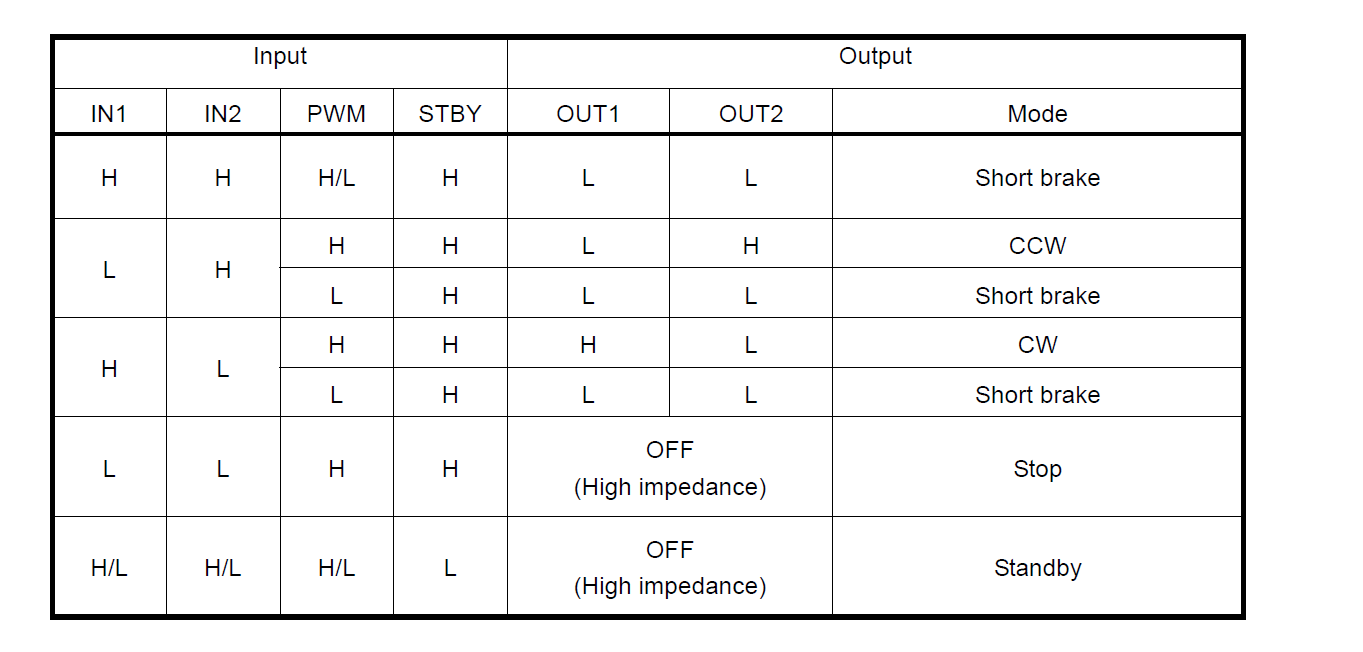 Input Output
IN1 IN2 PWM STBY OUT1 OUT2 Mode
H H H/L H L L Short brake
L H H H L H CCW
L H L L Short brake
H L H H H L CW
L H L L Short brake
L L H H OFF
(High impedance) Stop
H/L H/L H/L L OFF
(High impedance) Standby